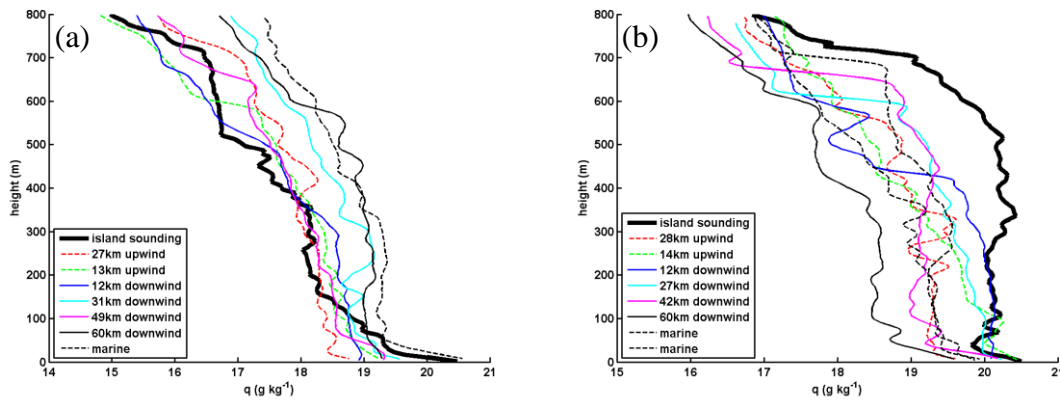 (a)
800
700
600
500
400
300
200
100
0
height (m)
island sounding
27km upwind
13km upwind
12km downwind
31km downwind
49km downwind
60km downwind
marine
14 15 16 17 18 19 20 21
q (g kg-1)
(b)
800
700
600
500
400
300
200
100
0
height (m)
island sounding
28km upwind
14km upwind
12km downwind
27km downwind
42km downwind
60km downwind
marine
marine
15 16 17 18 19 20 21
q (g kg-1)